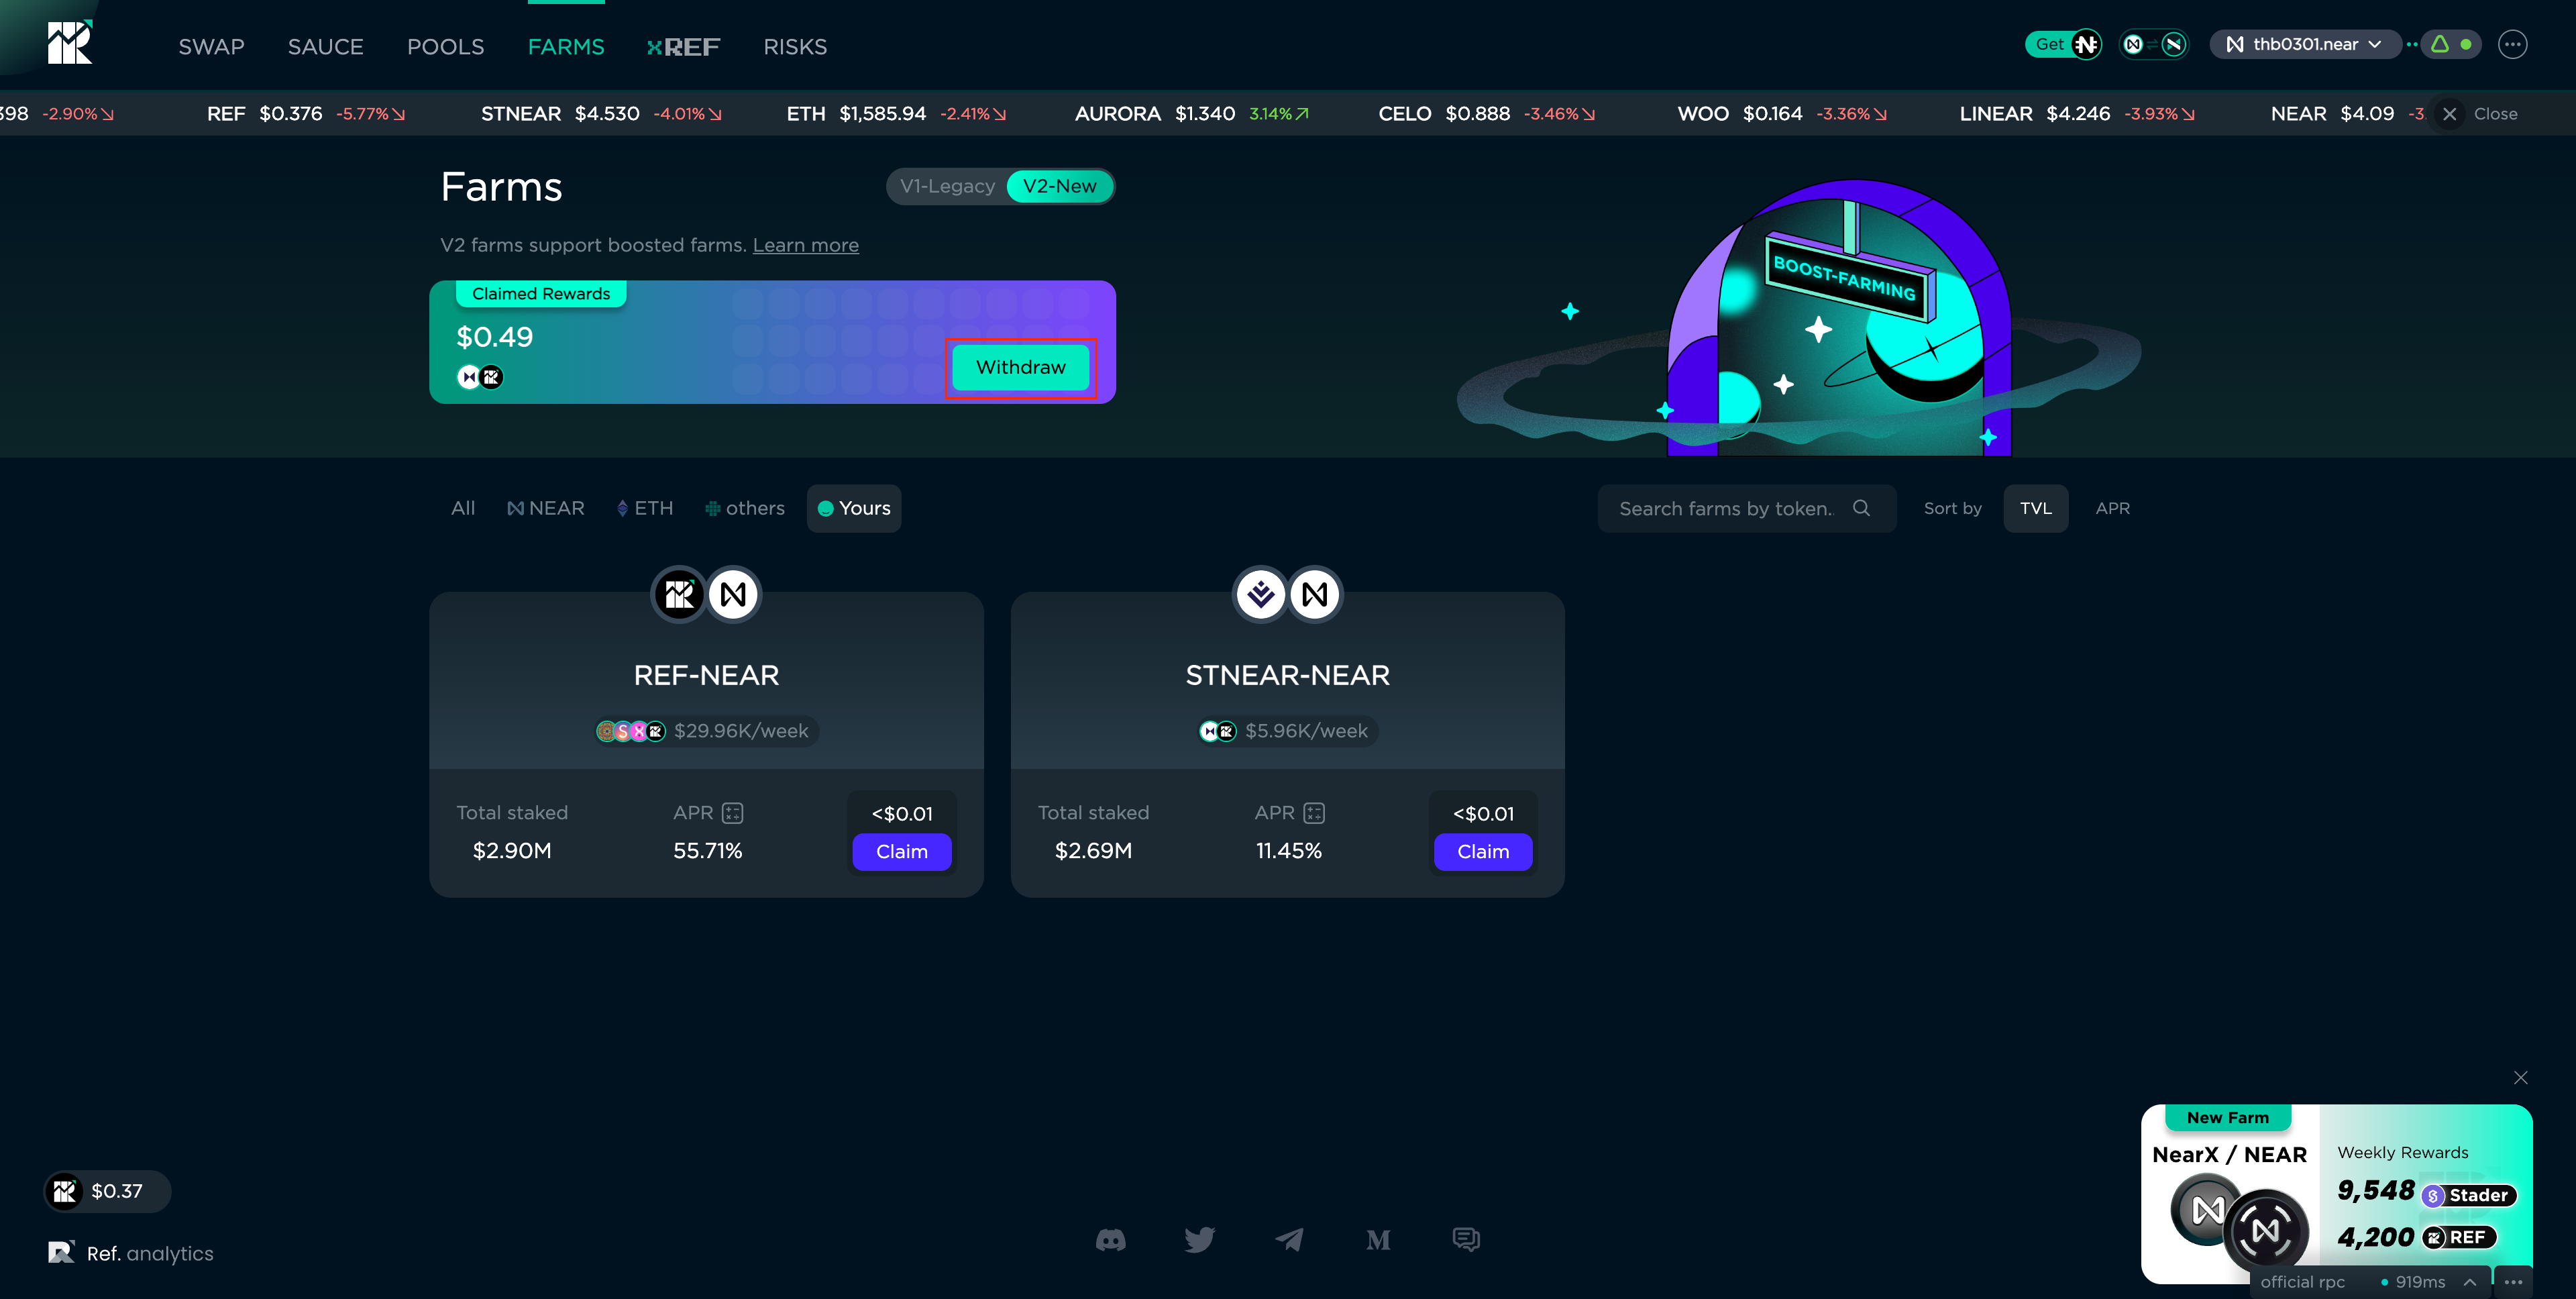 SWAP SAUCE POOLS FARMS xREF RISKS Get thb0301.near
398 -2.90% REF $0.376 -5.77% STNEAR $4.530 -4.01% ETH $1,585.94 -2.41% AURORA $1.340 3.14% CELO $0.888 -3.46% WOO $0.164 -3.36% LINEAR $4.246 -3.93% NEAR $4.09 -3. Close
Farms V1-Legacy V2-New
V2 farms support boosted farms. Learn more
BOOST-FARMING
Claimed Rewards
$0.49
Withdraw
All NEAR ETH others Yours Search farms by token.. Sort by TVL APR
REF-NEAR
$29.96K/week
Total staked APR <$0.01
$2.90M 55.71% Claim
STNEAR-NEAR
$5.96K/week
Total staked APR <$0.01
$2.69M 11.45% Claim
New Farm
NearX / NEAR
Weekly Rewards
9,548 Stader
4,200 REF
$0.37
Ref. analytics
official rpc 919ms